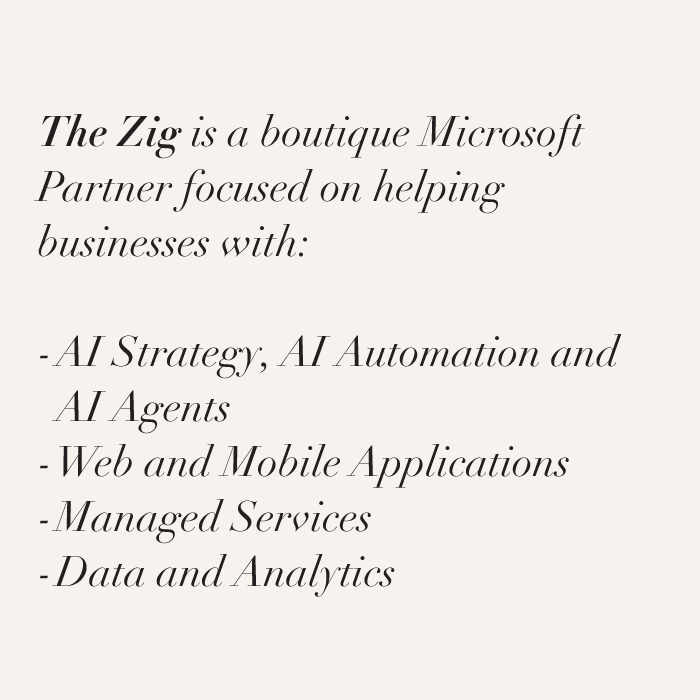 The Zig is a boutique Microsoft
Partner focused on helping
businesses with:
-AI Strategy, AI Automation and
AI Agents
-Web and Mobile Applications
-Managed Services
-Data and Analytics